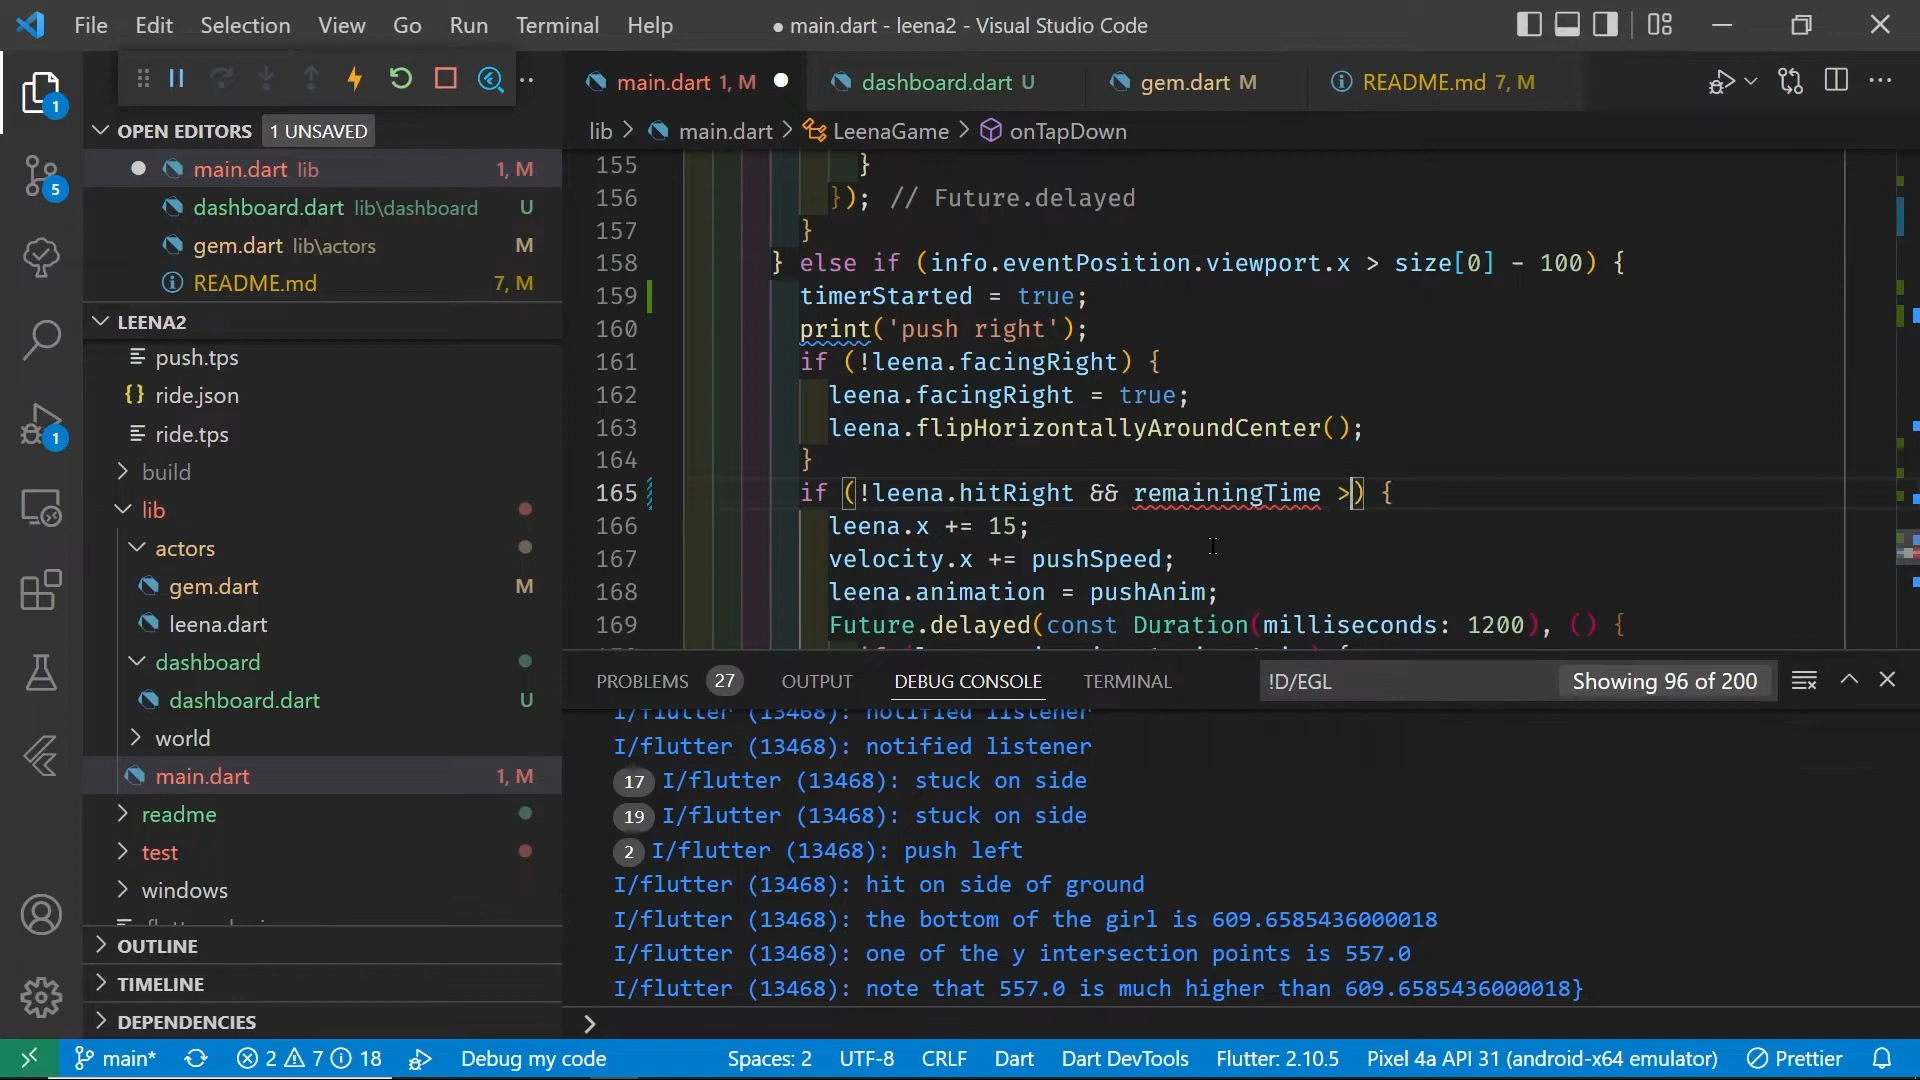 File Edit Selection View Go Run Terminal Help
● main.dart - leena2 - Visual Studio Code
main.dart 1, M
dashboard.dart U
gem.dart M
README.md 7, M
lib > main.dart > LeenaGame > onTapDown
1
5
1
OPEN EDITORS 1 UNSAVED
main.dart lib 1, M
dashboard.dart lib\dashboard U
gem.dart lib\actors M
README.md 7, M
LEENA2
push.tps
{} ride.json
ride.tps
build
lib
actors
gem.dart M
leena.dart
dashboard
dashboard.dart U
world
main.dart 1, M
readme
test
windows
OUTLINE
TIMELINE
DEPENDENCIES
155 }
156 }); // Future.delayed
157 }
158 } else if (info.eventPosition.viewport.x > size[0] - 100) {
159 timerStarted = true;
160 print('push right');
161 if (!leena.facingRight) {
162 leena.facingRight = true;
163 leena.flipHorizontallyAroundCenter();
164 }
165 if (!leena.hitRight && remainingTime >) {
166 leena.x += 15;
167 velocity.x += pushSpeed;
168 leena.animation = pushAnim;
169 Future.delayed(const Duration(milliseconds: 1200), () {
PROBLEMS 27 OUTPUT DEBUG CONSOLE TERMINAL !D/EGL Showing 96 of 200
I/flutter (13468): notified listener
I/flutter (13468): notified listener
17 I/flutter (13468): stuck on side
19 I/flutter (13468): stuck on side
2 I/flutter (13468): push left
I/flutter (13468): hit on side of ground
I/flutter (13468): the bottom of the girl is 609.6585436000018
I/flutter (13468): one of the y intersection points is 557.0
I/flutter (13468): note that 557.0 is much higher than 609.6585436000018}
>
main* 2 7 18 Debug my code Spaces: 2 UTF-8 CRLF Dart Dart DevTools Flutter: 2.10.5 Pixel 4a API 31 (android-x64 emulator) Prettier